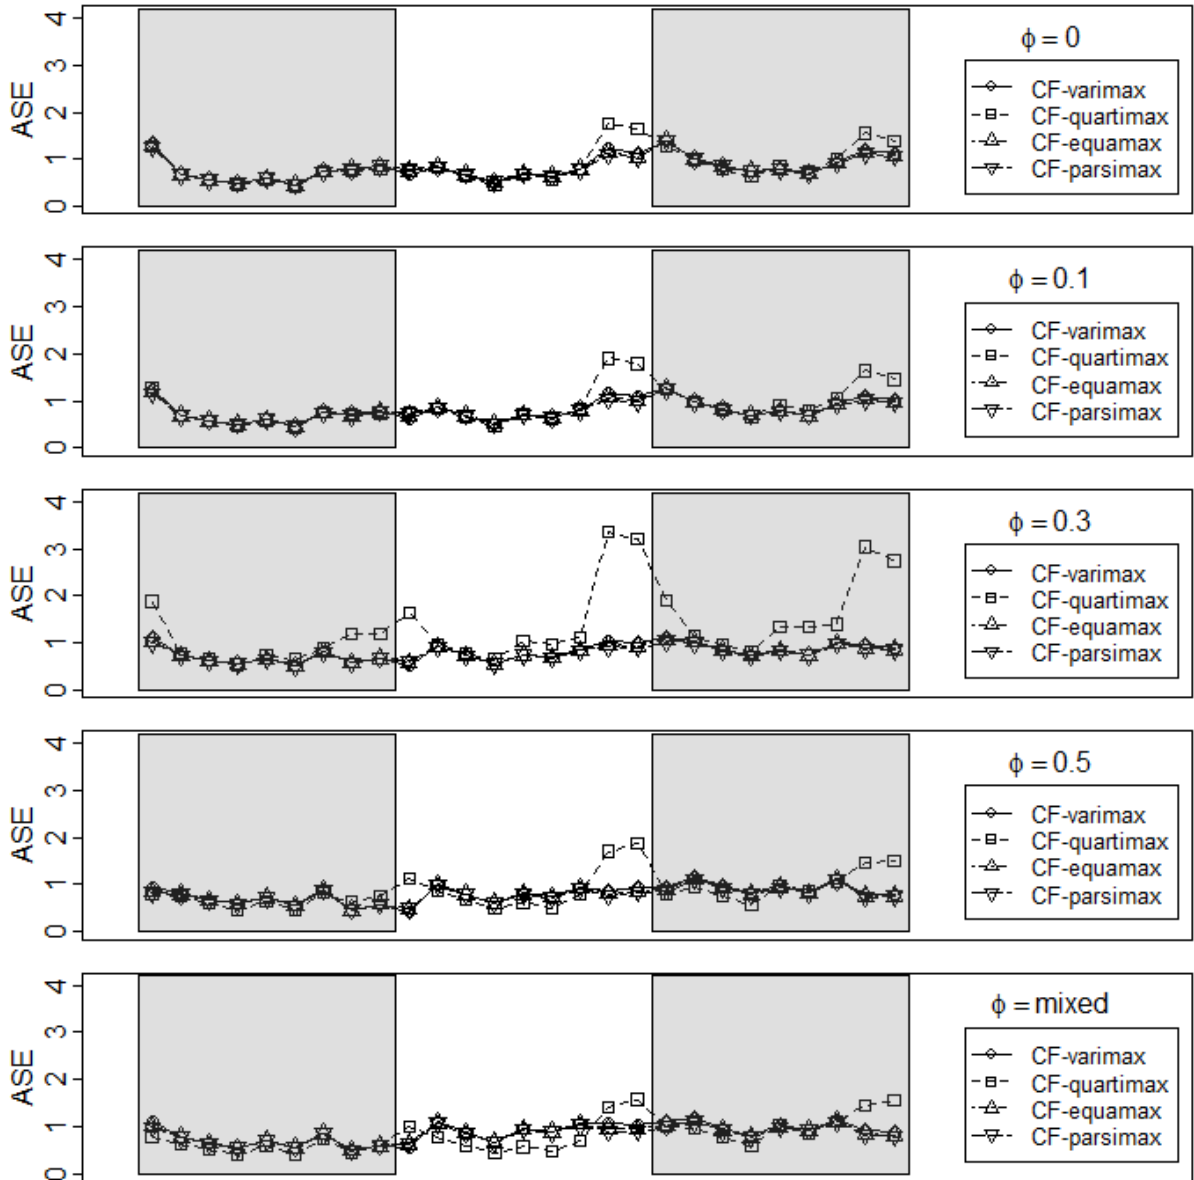 ϕ = 0
CF-varimax
CF-quartimax
CF-equamax
CF-parsimax
ASE
0 1 2 3 4
ϕ = 0.1
CF-varimax
CF-quartimax
CF-equamax
CF-parsimax
ASE
0 1 2 3 4
ϕ = 0.3
CF-varimax
CF-quartimax
CF-equamax
CF-parsimax
ASE
0 1 2 3 4
ϕ = 0.5
CF-varimax
CF-quartimax
CF-equamax
CF-parsimax
ASE
0 1 2 3 4
ϕ = mixed
CF-varimax
CF-quartimax
CF-equamax
CF-parsimax
ASE
0 1 2 3 4